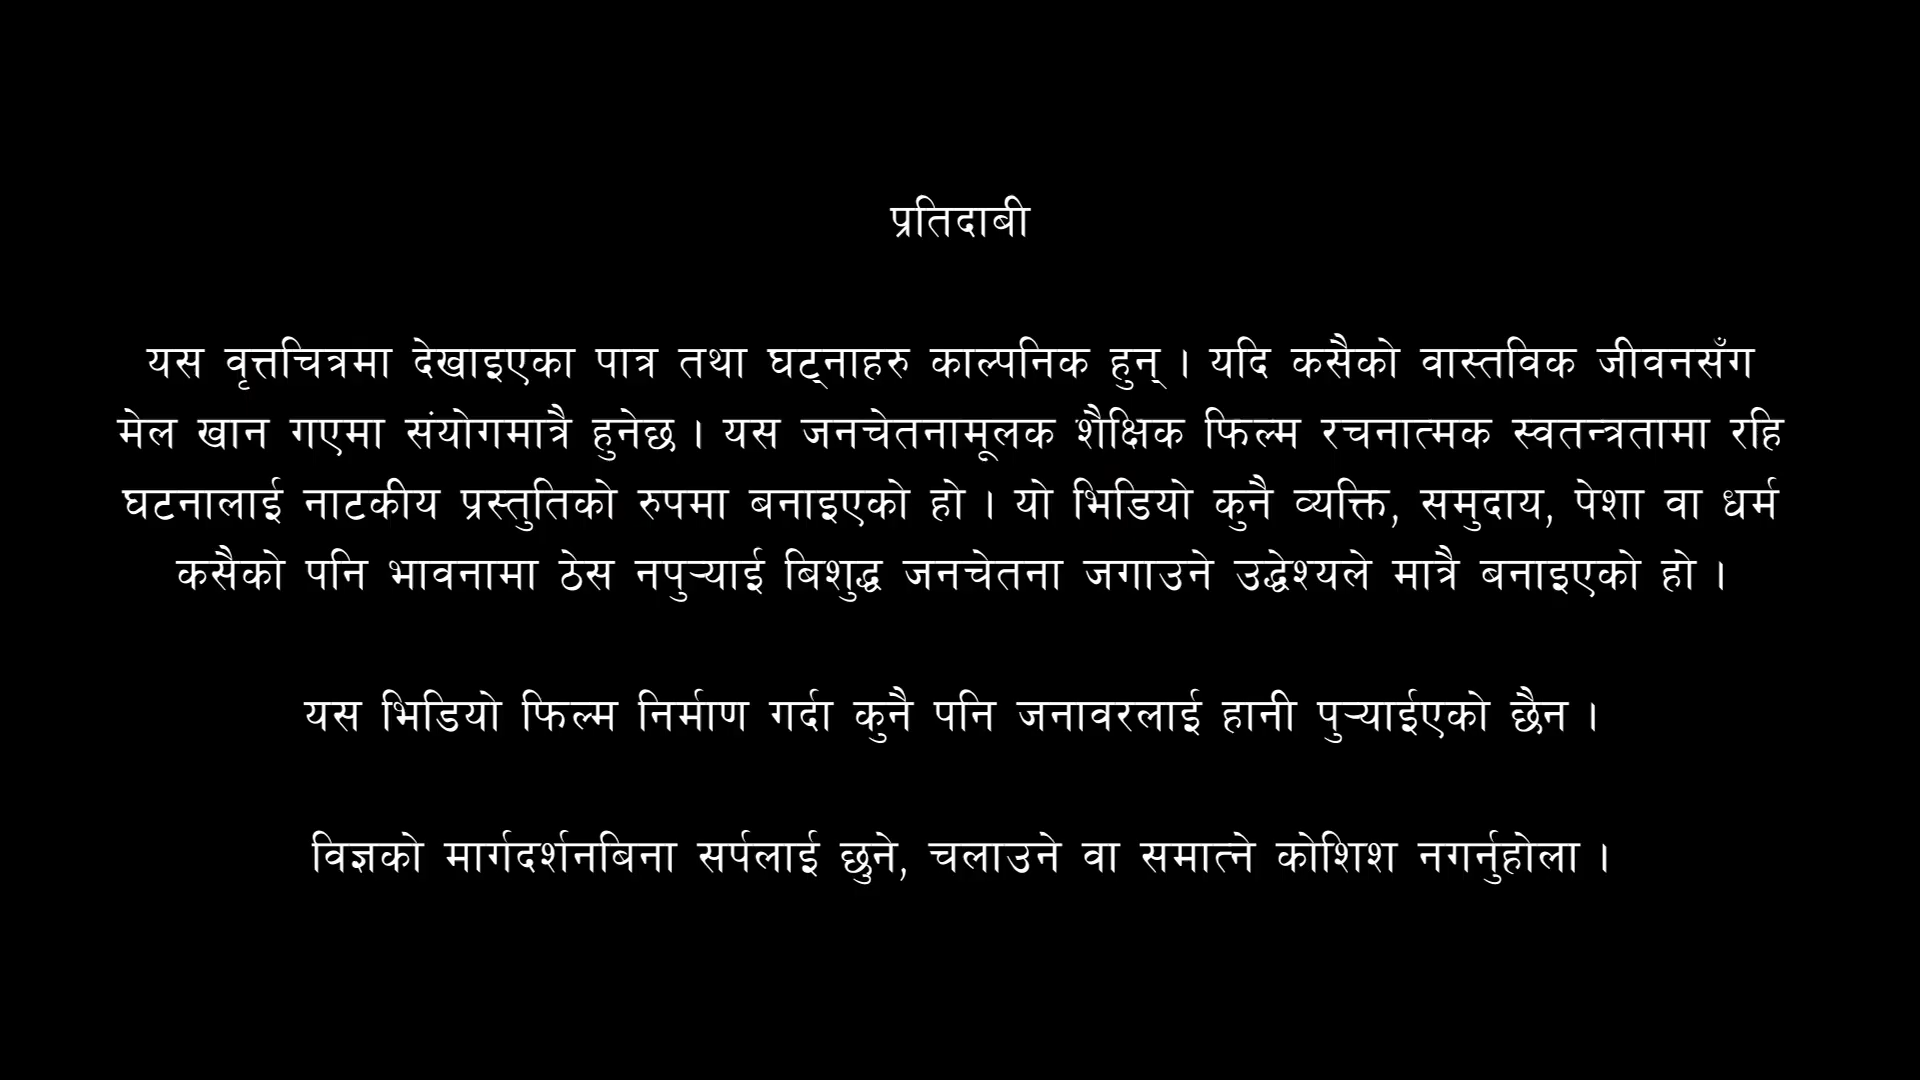 प्रतिदाबी
यस वृत्तचित्रमा देखाइएका पात्र तथा घट्नाहरु काल्पनिक हुन् । यदि कसैको वास्तविक जीवनसँग
मेल खान गएमा संयोगमात्रै हुनेछ । यस जनचेतनामूलक शैक्षिक फिल्म रचनात्मक स्वतन्त्रतामा रहि
घटनालाई नाटकीय प्रस्तुतिको रुपमा बनाइएको हो । यो भिडियो कुनै व्यक्ति, समुदाय, पेशा वा धर्म
कसैको पनि भावनामा ठेस नपुर्‍याई बिशुद्ध जनचेतना जगाउने उद्धेश्यले मात्रै बनाइएको हो ।
यस भिडियो फिल्म निर्माण गर्दा कुनै पनि जनावरलाई हानी पुर्‍याईएको छैन ।
विज्ञको मार्गदर्शनबिना सर्पलाई छुने, चलाउने वा समात्ने कोशिश नगर्नुहोला ।